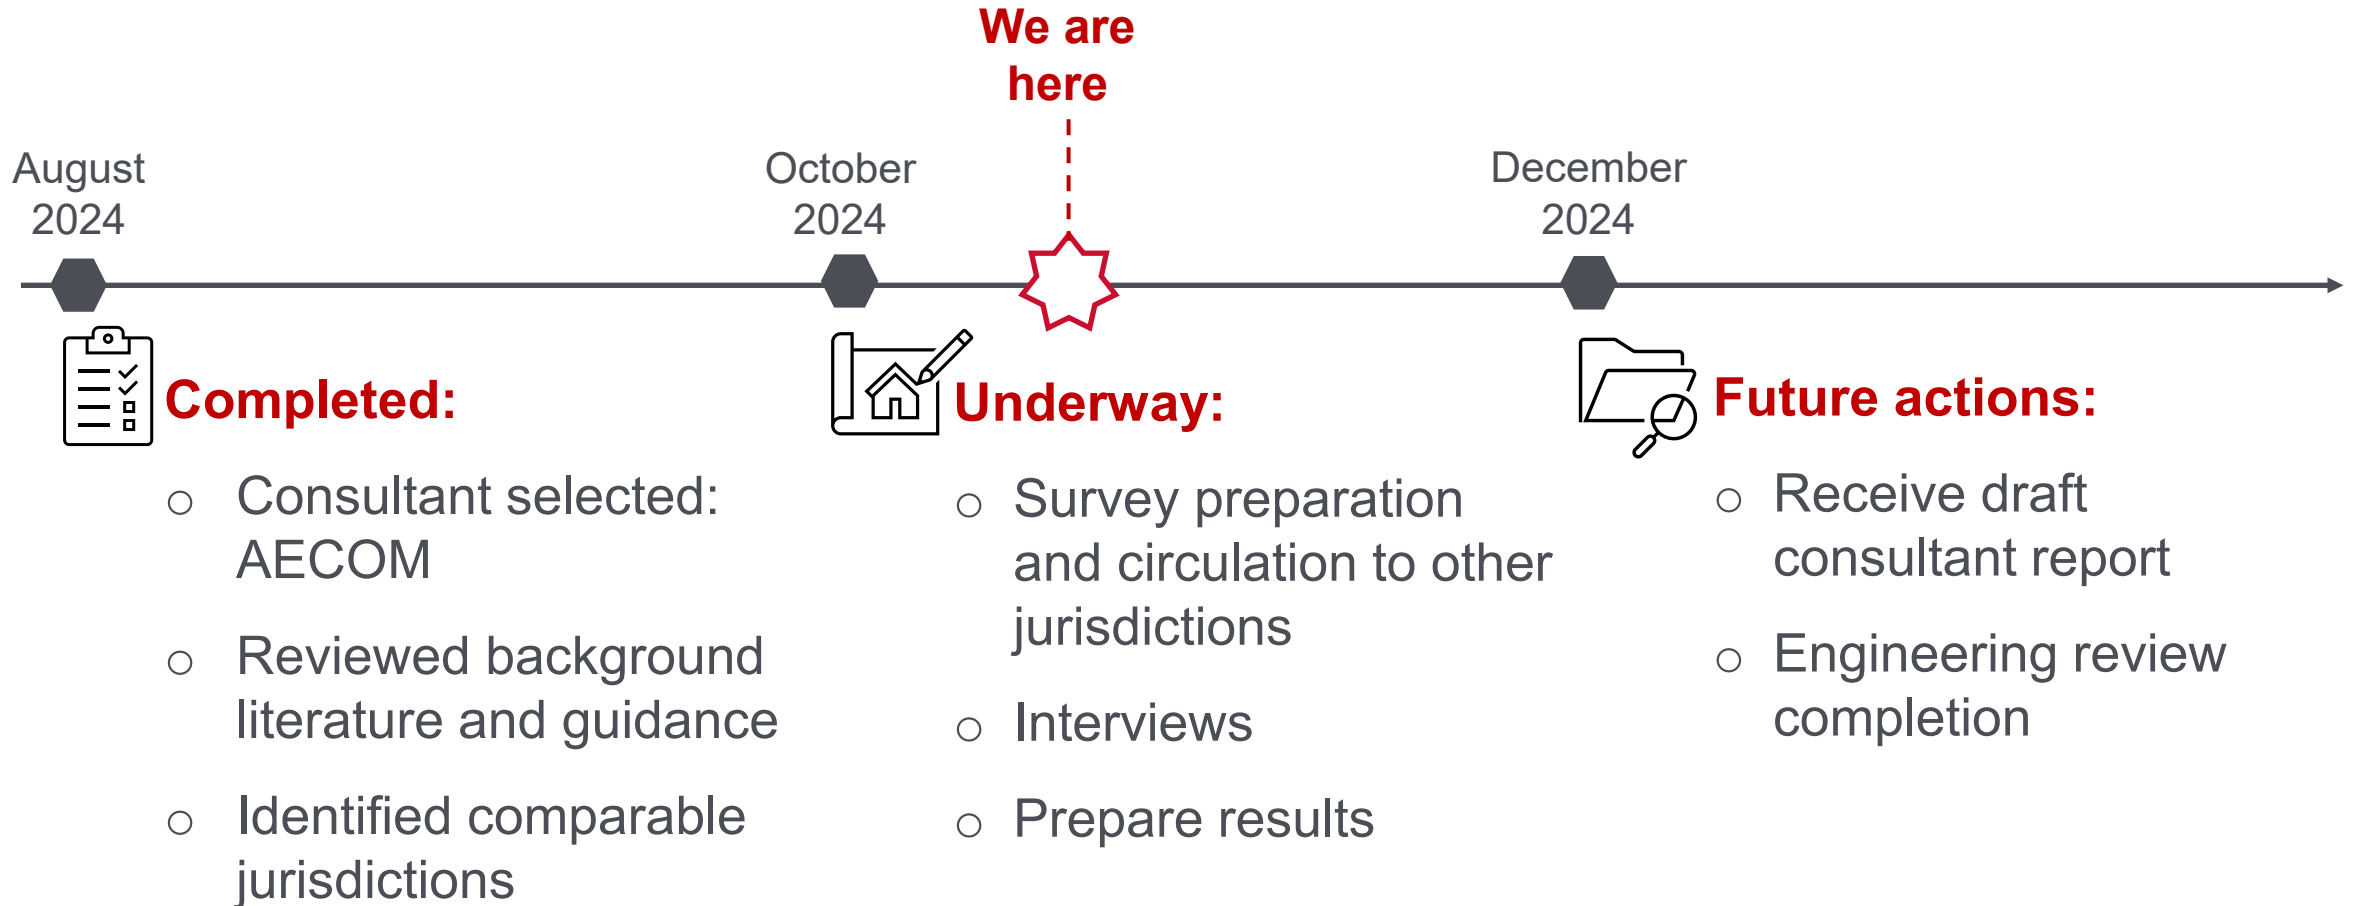 We are
here
August
2024
October
2024
December
2024
Completed:
Consultant selected:
AECOM
Reviewed background
literature and guidance
Identified comparable
jurisdictions
Underway:
Survey preparation
and circulation to other
jurisdictions
Interviews
Prepare results
Future actions:
Receive draft
consultant report
Engineering review
completion